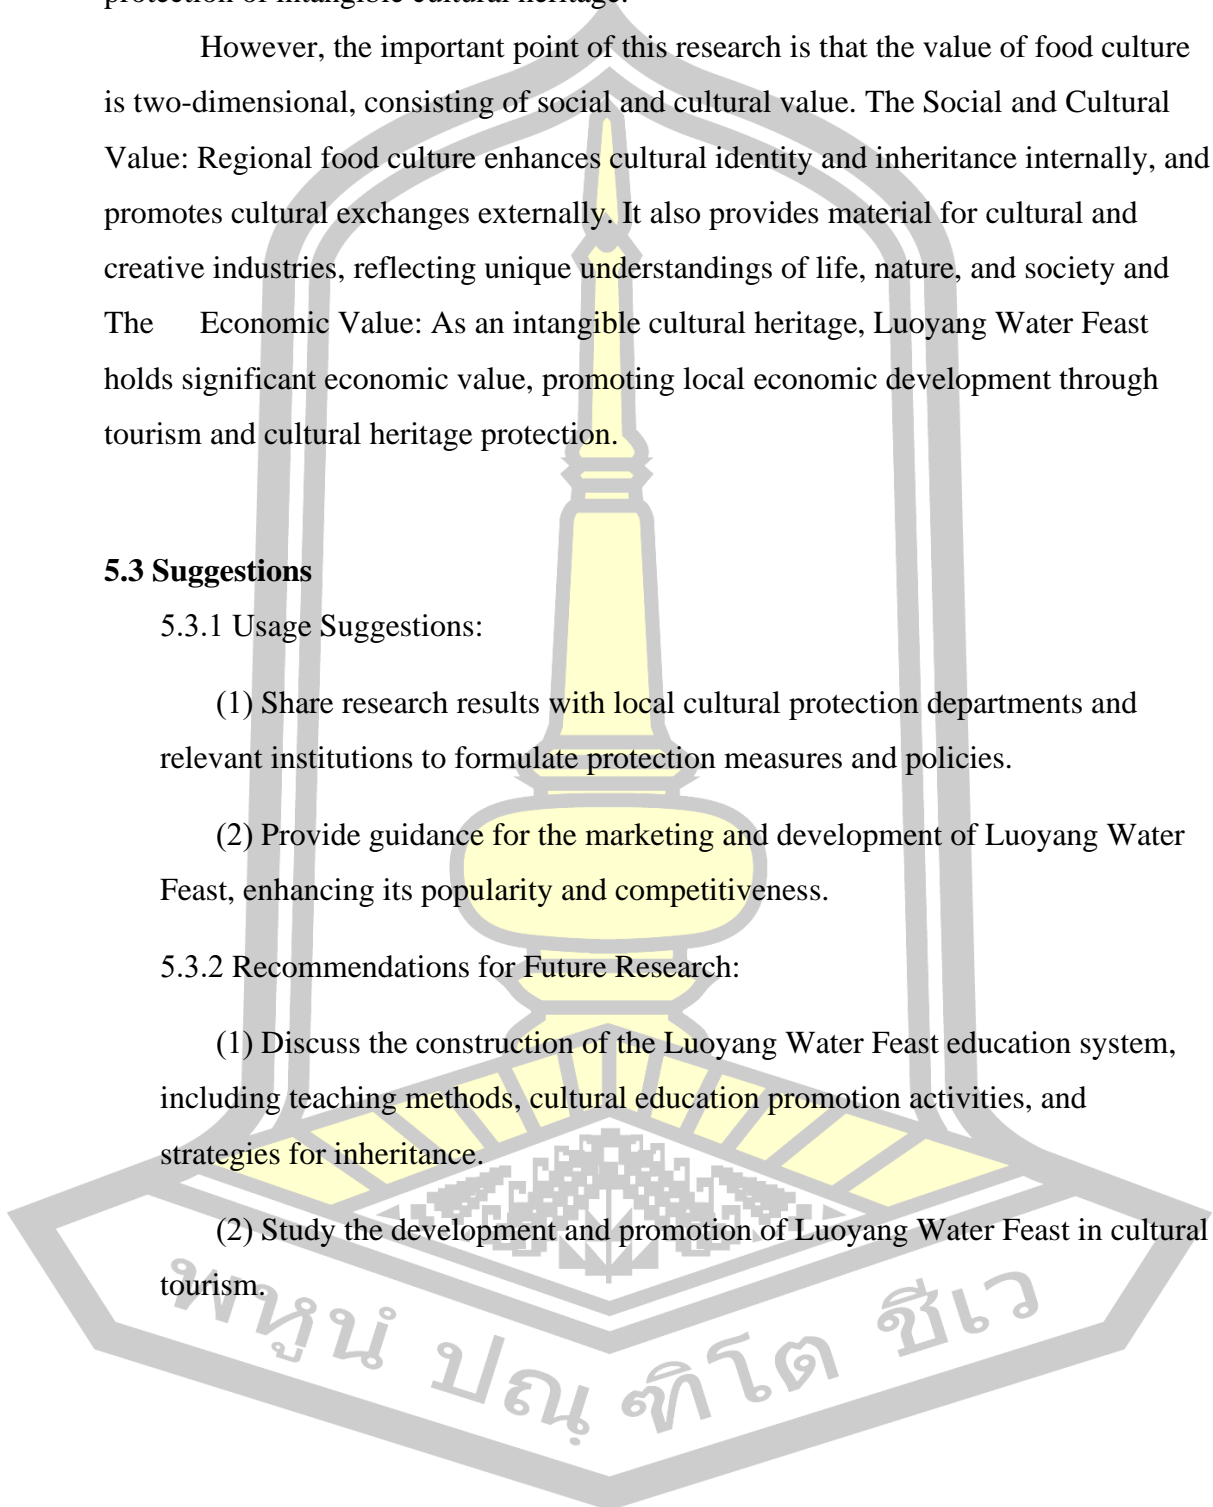 protection of intangible cultural heritage.
However, the important point of this research is that the value of food culture
is two-dimensional, consisting of social and cultural value. The Social and Cultural
Value: Regional food culture enhances cultural identity and inheritance internally, and
promotes cultural exchanges externally. It also provides material for cultural and
creative industries, reflecting unique understandings of life, nature, and society and
The Economic Value: As an intangible cultural heritage, Luoyang Water Feast
holds significant economic value, promoting local economic development through
tourism and cultural heritage protection.
5.3 Suggestions
5.3.1 Usage Suggestions:
(1) Share research results with local cultural protection departments and
relevant institutions to formulate protection measures and policies.
(2) Provide guidance for the marketing and development of Luoyang Water
Feast, enhancing its popularity and competitiveness.
5.3.2 Recommendations for Future Research:
(1) Discuss the construction of the Luoyang Water Feast education system,
including teaching methods, cultural education promotion activities, and
strategies for inheritance.
(2) Study the development and promotion of Luoyang Water Feast in cultural
tourism.
พหูนํ ปณฺฑิโต ชีเว